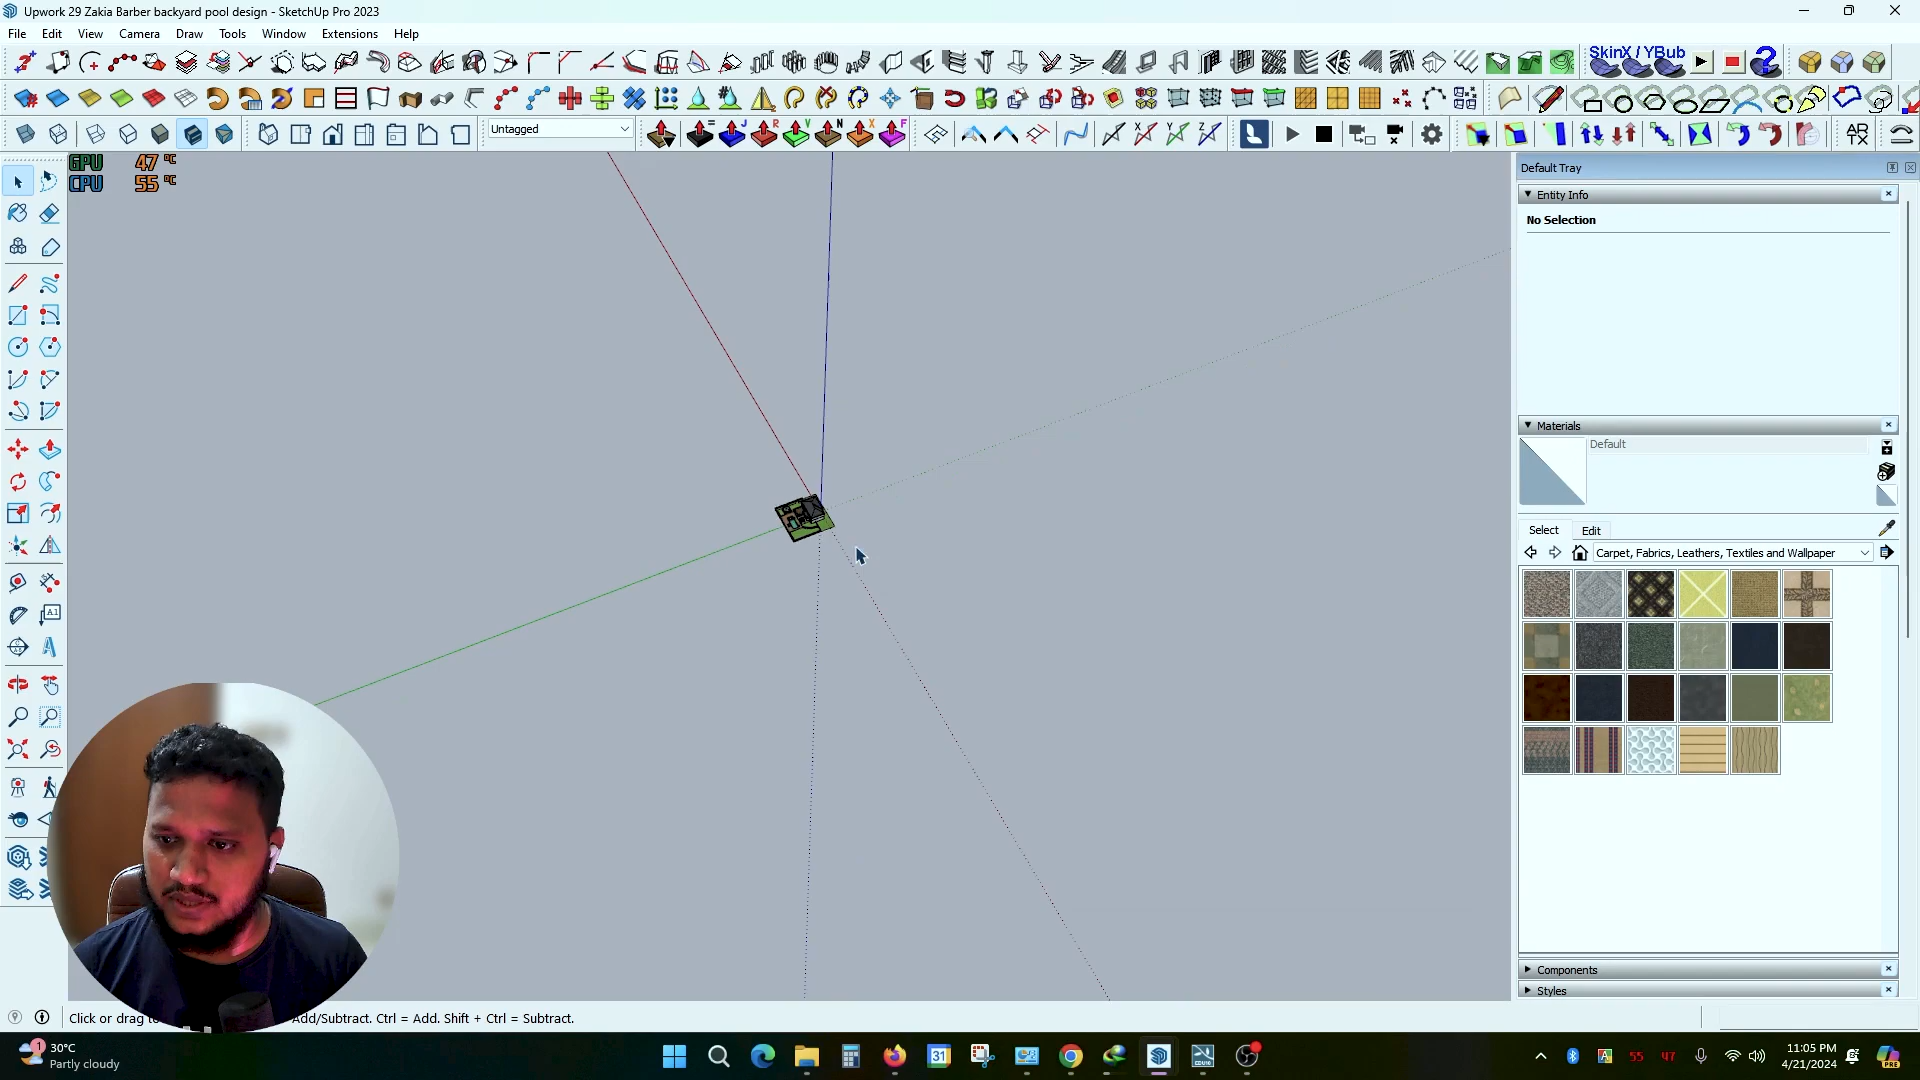 Upwork 29 Zakia Barber backyard pool design - SketchUp Pro 2023
File Edit View Camera Draw Tools Window Extensions Help
SkinX / YBub
Untagged
GPU 47 °C
CPU 55 °C
Default Tray
Entity Info
No Selection
Materials
Default
Select Edit
Carpet, Fabrics, Leathers, Textiles and Wallpaper
Components
Styles
Click or drag to
Add/Subtract. Ctrl = Add. Shift + Ctrl = Subtract.
30°C
Partly cloudy
11:05 PM
4/21/2024